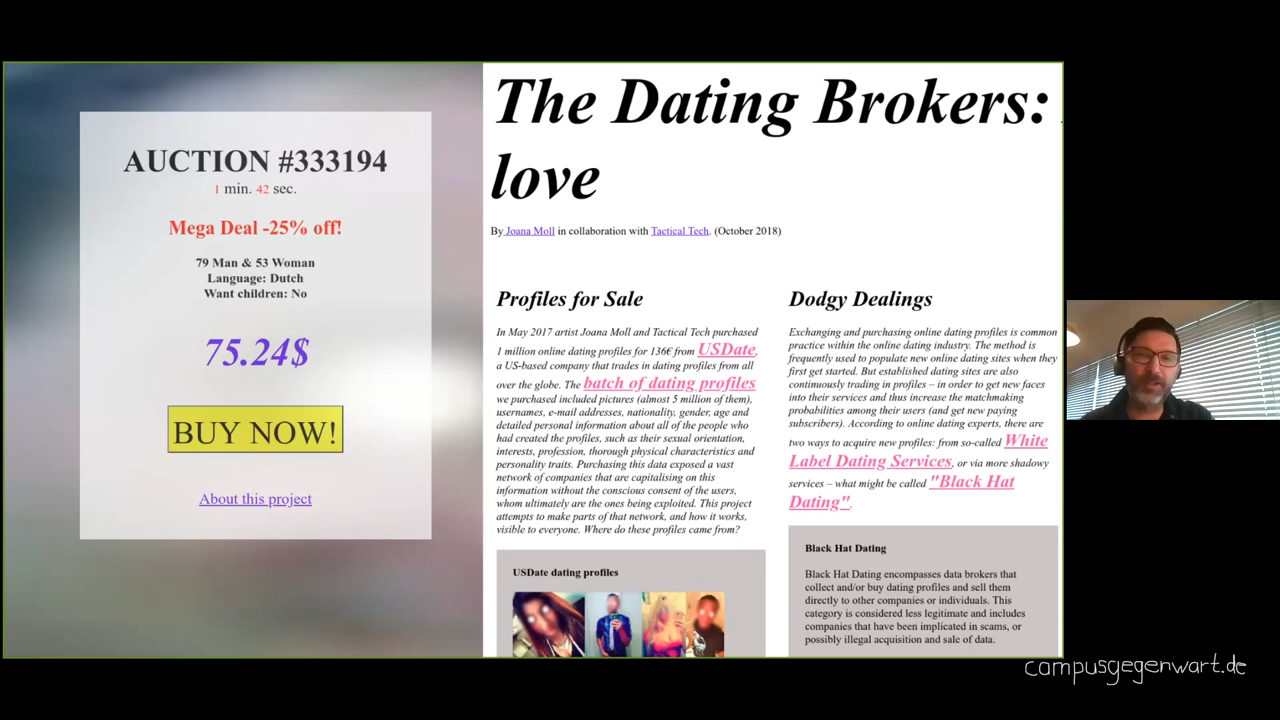 AUCTION #333194
1 min. 42 sec.
Mega Deal -25% off!
79 Man & 53 Woman
Language: Dutch
Want children: No
75.24$
BUY NOW!
About this project
The Dating Brokers:
love
By Joana Moll in collaboration with Tactical Tech. (October 2018)
Profiles for Sale
In May 2017 artist Joana Moll and Tactical Tech purchased
1 million online dating profiles for 136€ from USDate,
a US-based company that trades in dating profiles from all
over the globe. The batch of dating profiles
we purchased included pictures (almost 5 million of them),
usernames, e-mail addresses, nationality, gender, age and
detailed personal information about all of the people who
had created the profiles, such as their sexual orientation,
interests, profession, thorough physical characteristics and
personality traits. Purchasing this data exposed a vast
network of companies that are capitalising on this
information without the conscious consent of the users,
whom ultimately are the ones being exploited. This project
attempts to make parts of that network, and how it works,
visible to everyone. Where do these profiles came from?
USDate dating profiles
Dodgy Dealings
Exchanging and purchasing online dating profiles is common
practice within the online dating industry. The method is
frequently used to populate new online dating sites when they
first get started. But established dating sites are also
continuously trading in profiles – in order to get new faces
into their services and thus increase the matchmaking
probabilities among their users (and get new paying
subscribers). According to online dating experts, there are
two ways to acquire new profiles: from so-called White
Label Dating Services, or via more shadowy
services – what might be called "Black Hat
Dating".
Black Hat Dating
Black Hat Dating encompasses data brokers that
collect and/or buy dating profiles and sell them
directly to other companies or individuals. This
category is considered less legitimate and includes
companies that have been implicated in scams, or
possibly illegal acquisition and sale of data.
campusgegenwart.de